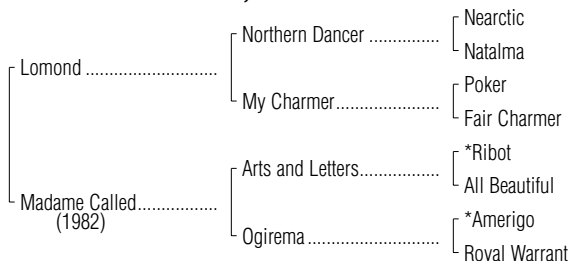 Nearctic
Northern Dancer ................
Natalma
Lomond ..............................
Poker
My Charmer.......................
Fair Charmer
*Ribot
Arts and Letters..................
All Beautiful
Madame Called..................
(1982)
*Amerigo
Ogirema .............................
Royal Warrant